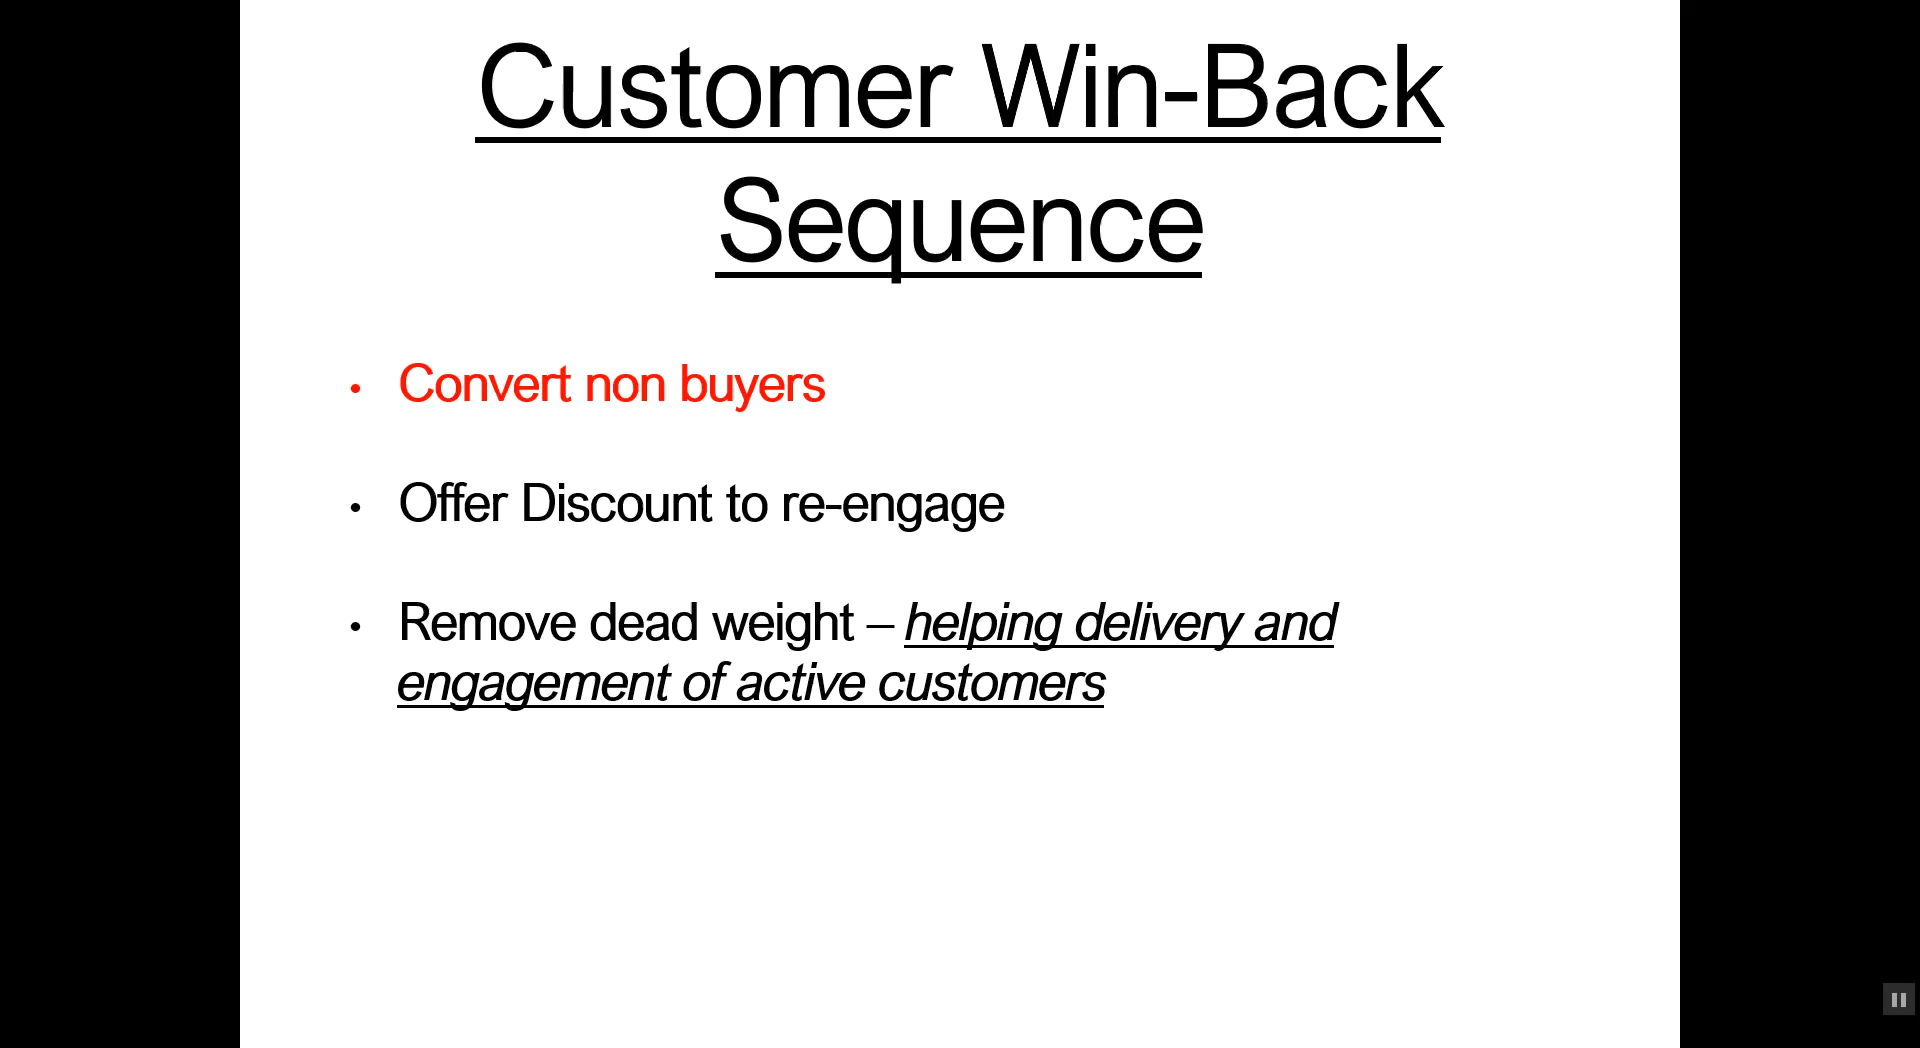 Customer Win-Back
Sequence
• Convert non buyers
• Offer Discount to re-engage
• Remove dead weight – helping delivery and
engagement of active customers